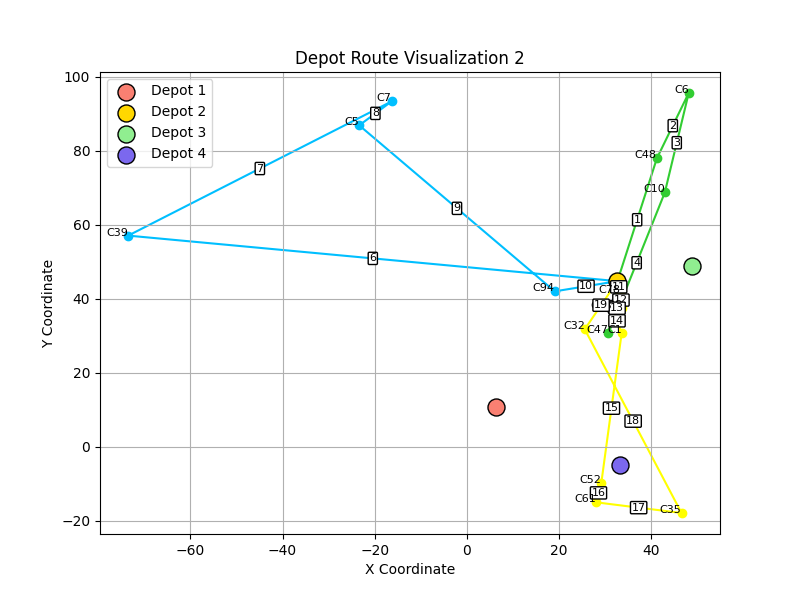 Depot Route Visualization 2
Depot 1
Depot 2
Depot 3
Depot 4
Y Coordinate
100
80
60
40
20
0
−20
C6
C7
C5
8
2
3
C48
7
C10
C39
9
1
6
4
C94
10
11
12
19
13
14
C32
C47
C1
15
18
C52
16
C61
17
C35
−60
−40
−20
0
20
40
X Coordinate